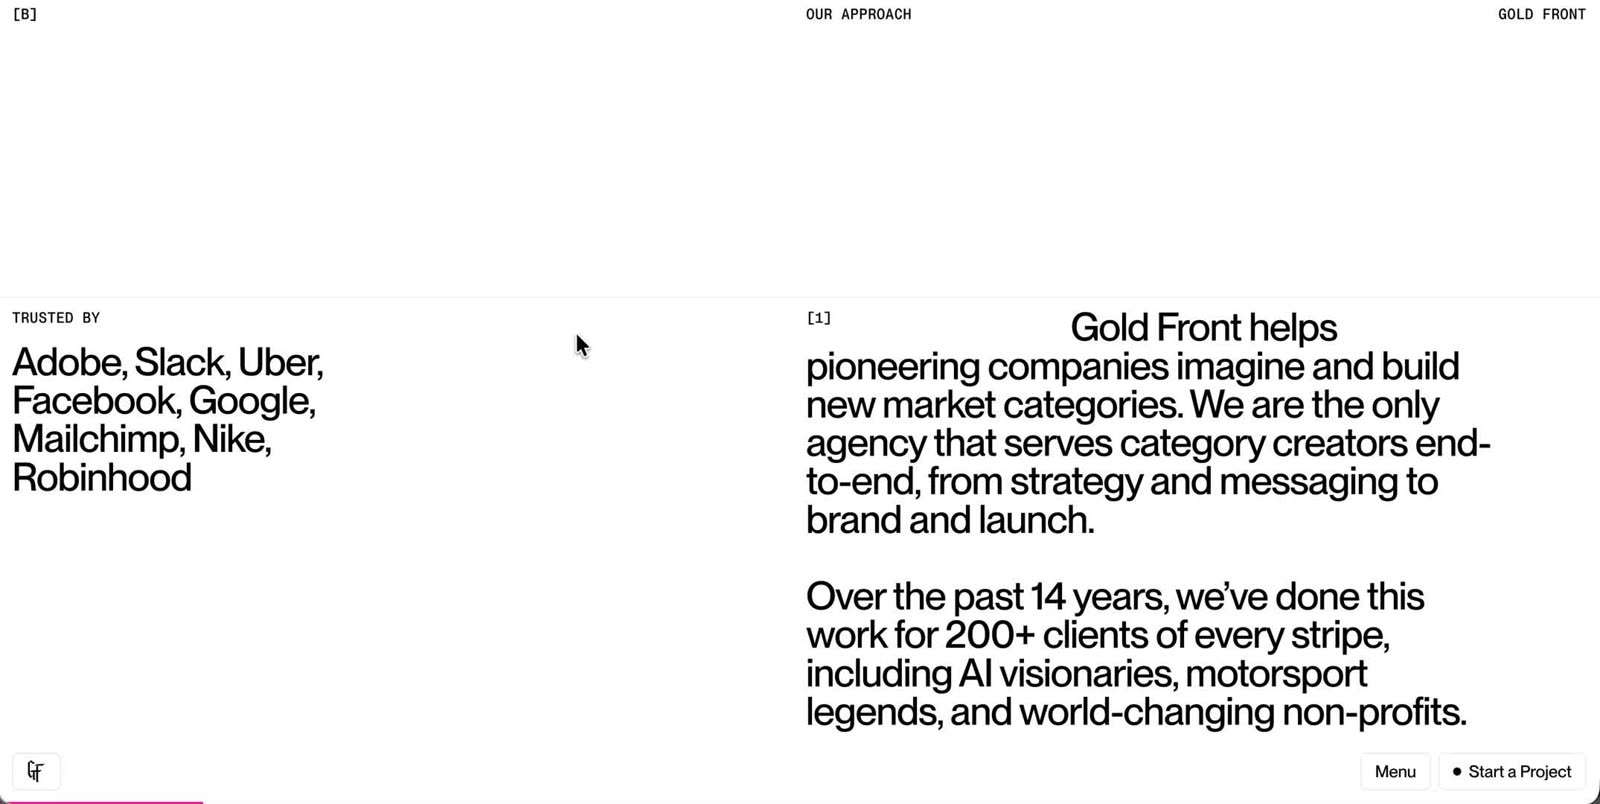 [B]
OUR APPROACH
GOLD FRONT
TRUSTED BY
Adobe, Slack, Uber,
Facebook, Google,
Mailchimp, Nike,
Robinhood
[1]
Gold Front helps
pioneering companies imagine and build
new market categories. We are the only
agency that serves category creators end-
to-end, from strategy and messaging to
brand and launch.
Over the past 14 years, we’ve done this
work for 200+ clients of every stripe,
including AI visionaries, motorsport
legends, and world-changing non-profits.
GF
Menu
Start a Project